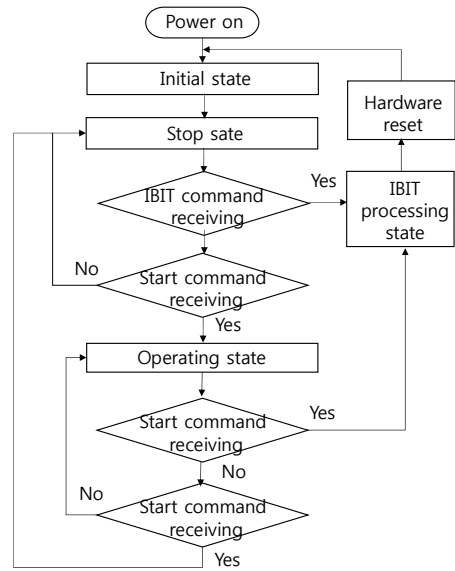 Power on
Initial state
Hardware
reset
Stop sate
IBIT command
receiving
Yes
IBIT
processing
state
No
Start command
receiving
Yes
Operating state
Start command
receiving
Yes
No
No
Start command
receiving
Yes